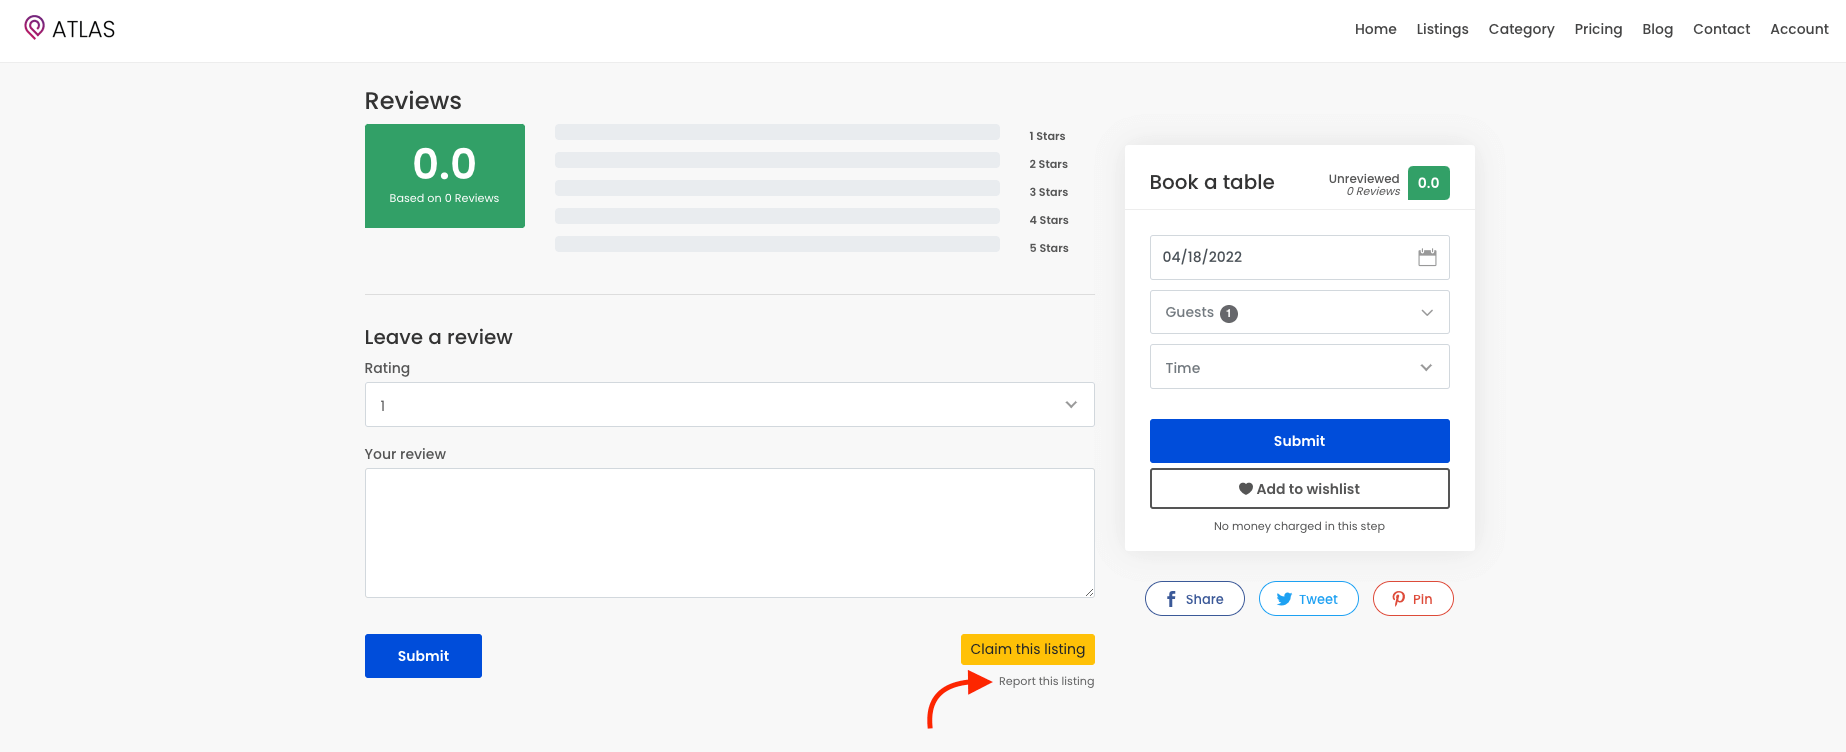 ATLAS
Home Listings Category Pricing Blog Contact Account
Reviews
0.0
Based on 0 Reviews
1 Stars
2 Stars
3 Stars
4 Stars
5 Stars
Leave a review
Rating
1
Your review
Submit
Claim this listing
Report this listing
Book a table
Unreviewed
0 Reviews
0.0
04/18/2022
Guests 1
Time
Submit
Add to wishlist
No money charged in this step
Share Tweet Pin